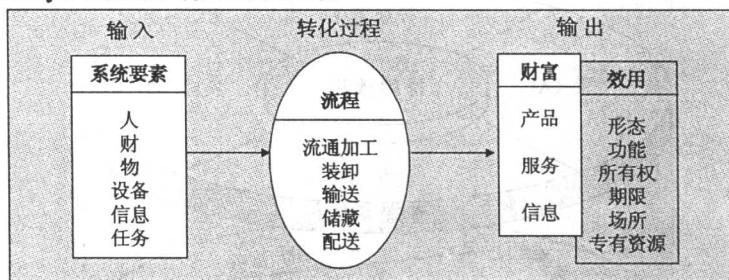 输入
转化过程
输出
系统要素
人
财
物
设备
信息
任务
流程
流通加工
装卸
输送
储藏
配送
财富
产品
服务
信息
效用
形态
功能
所有权
期限
场所
专有资源